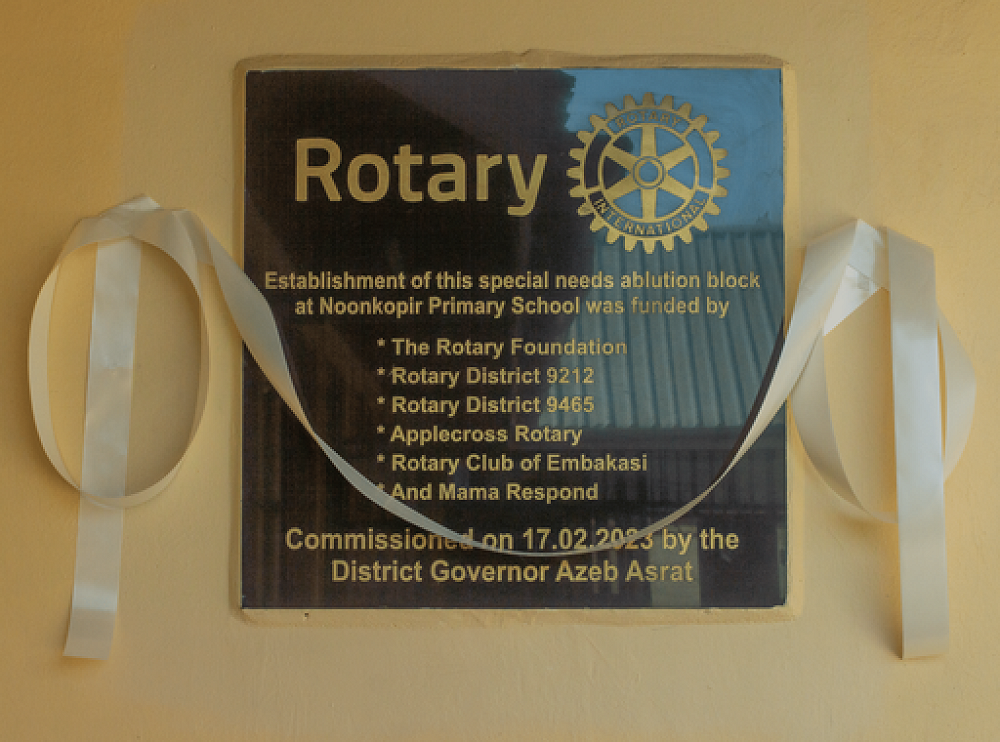 Rotary
ROTARY
INTERNATIONAL
Establishment of this special needs ablution block
at Noonkopir Primary School was funded by
* The Rotary Foundation
* Rotary District 9212
* Rotary District 9465
* Applecross Rotary
* Rotary Club of Embakasi
* And Mama Respond
Commissioned on 17.02.2023 by the
District Governor Azeb Asrat